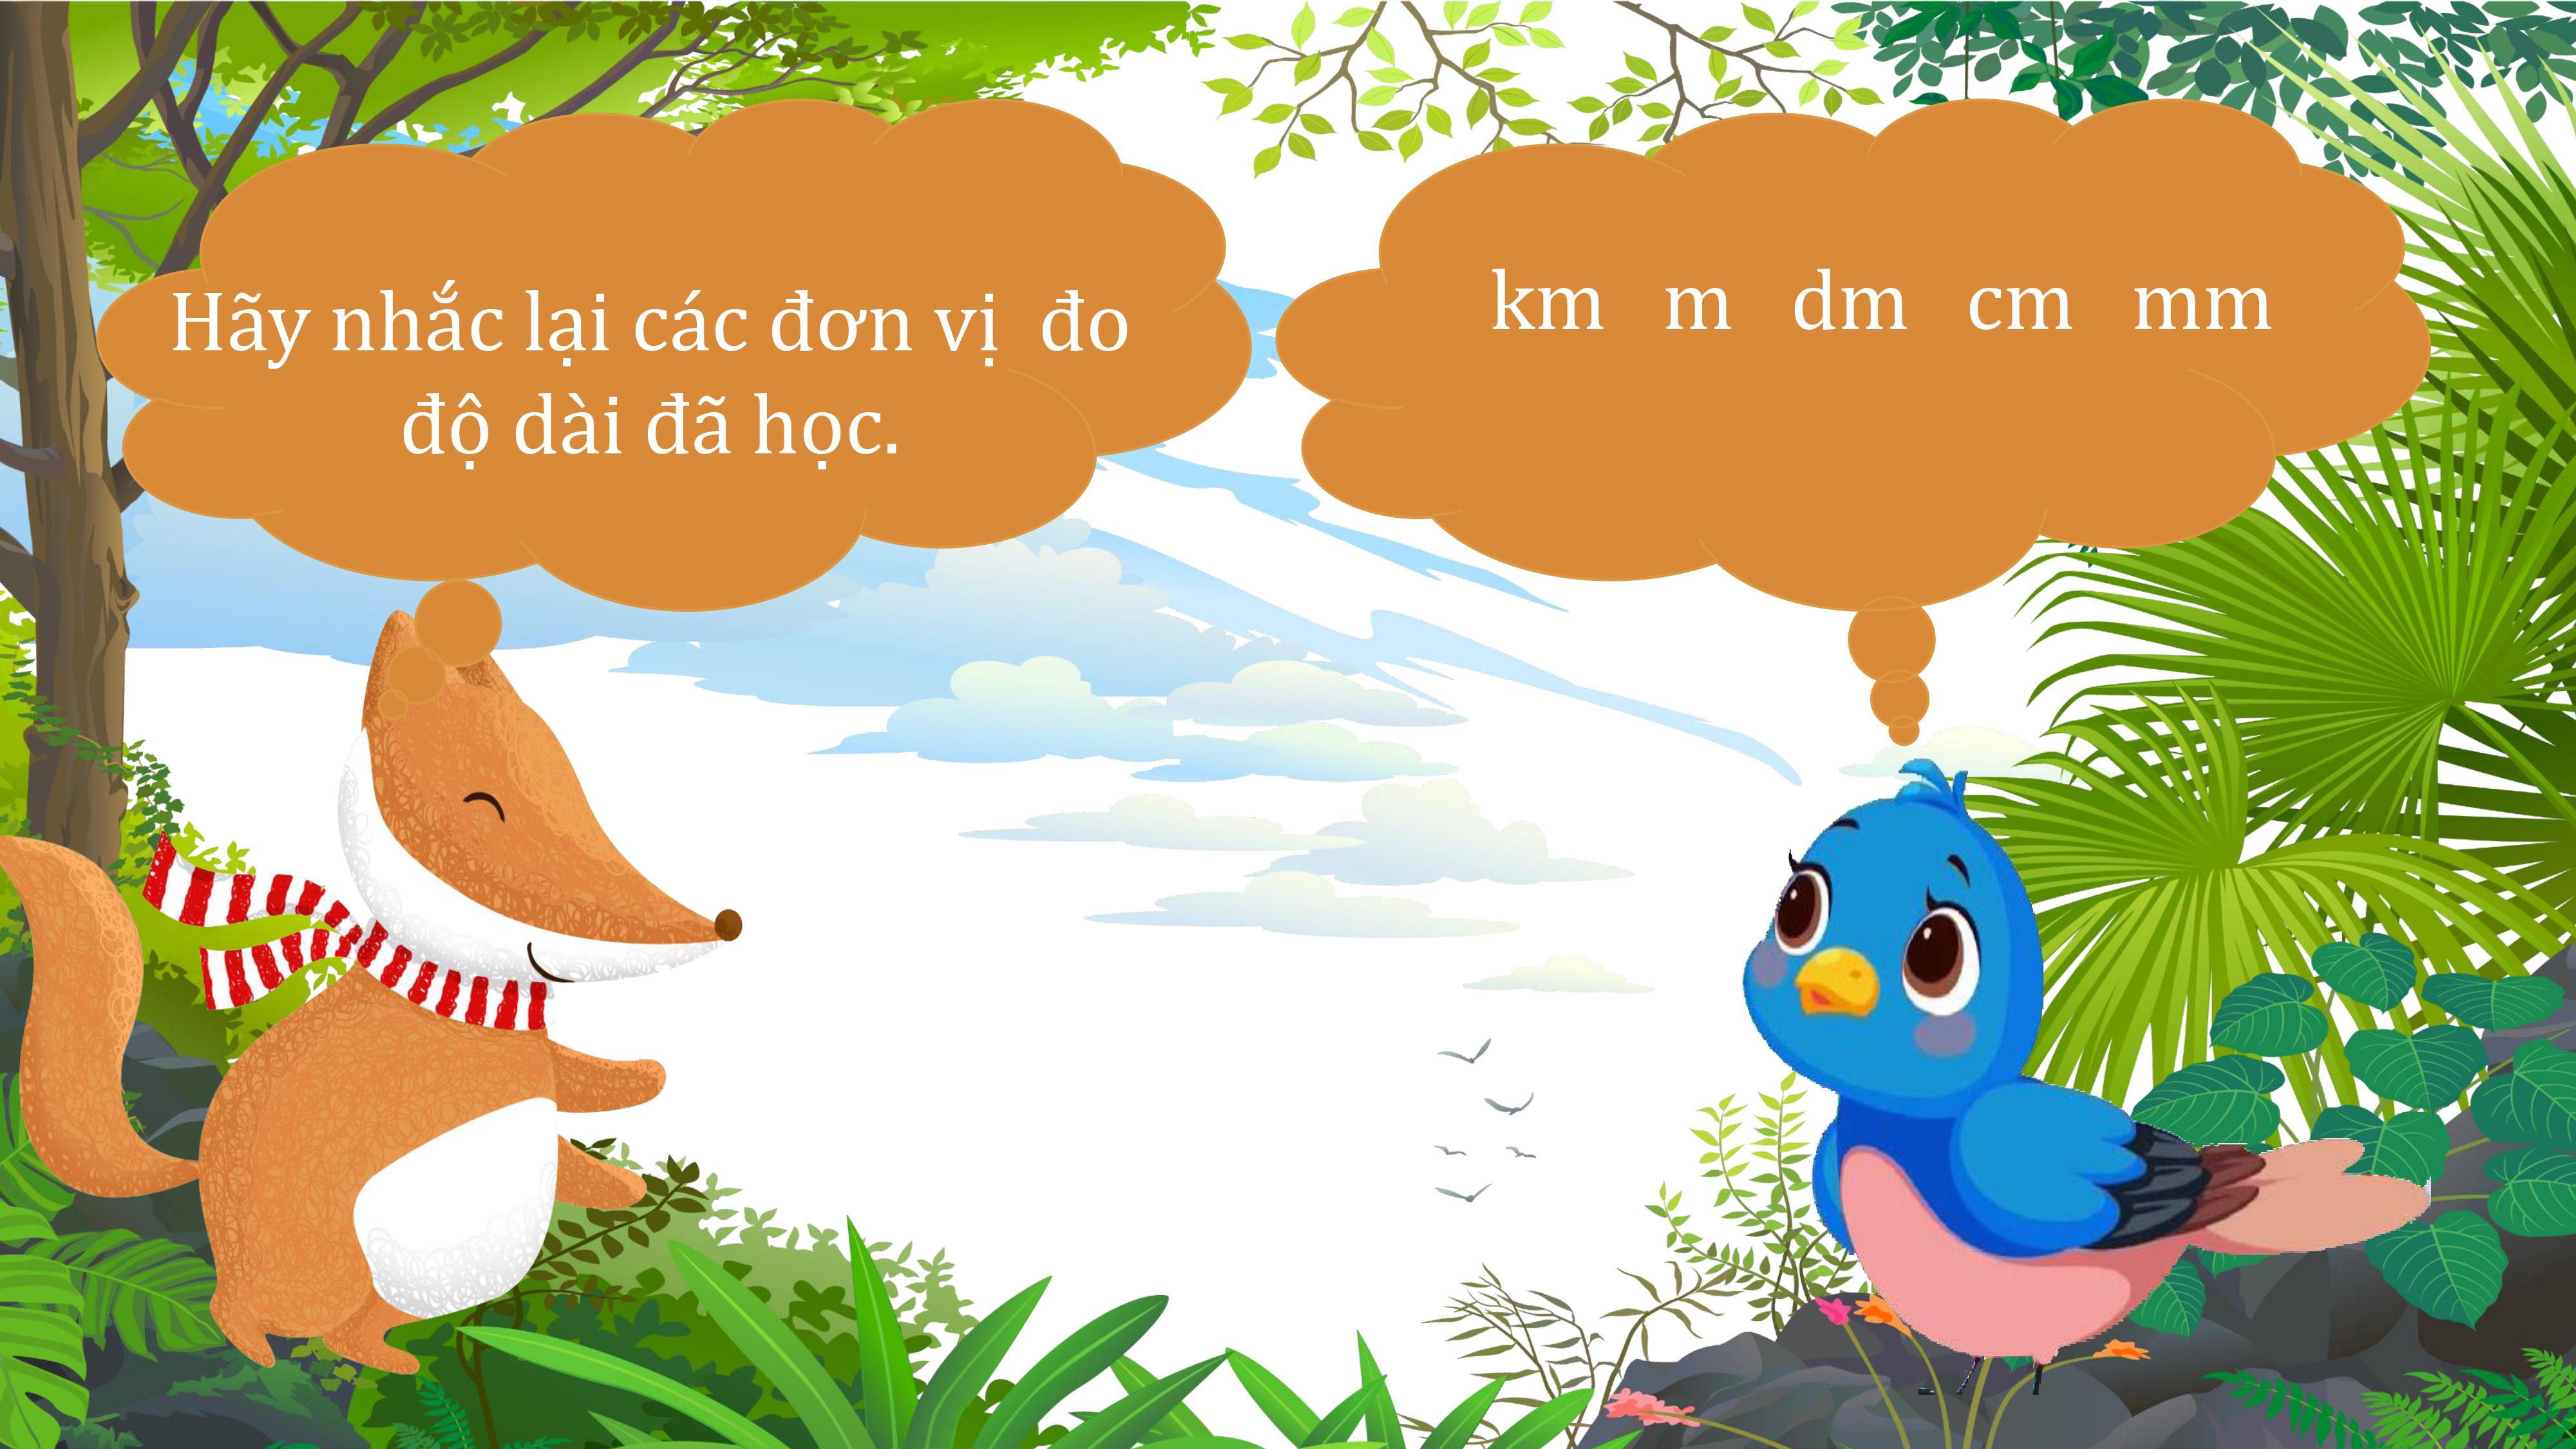 Hãy nhắc lại các đơn vị  đo
độ dài đã học.
km   m   dm   cm   mm